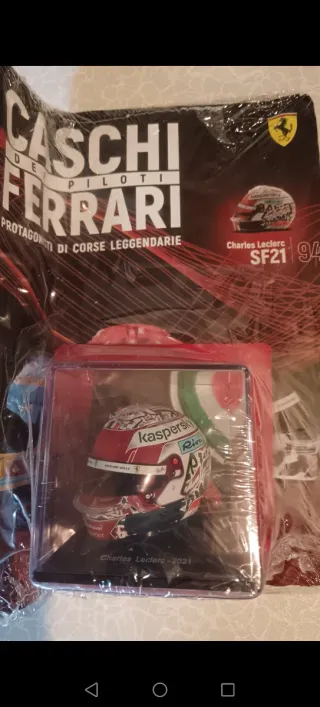 CASCHI
DEI PILOTI
FERRARI
PROTAGONISTI DI CORSE LEGGENDARIE
Charles Leclerc
SF21
94
kaspersky
Charles Leclerc - 2021